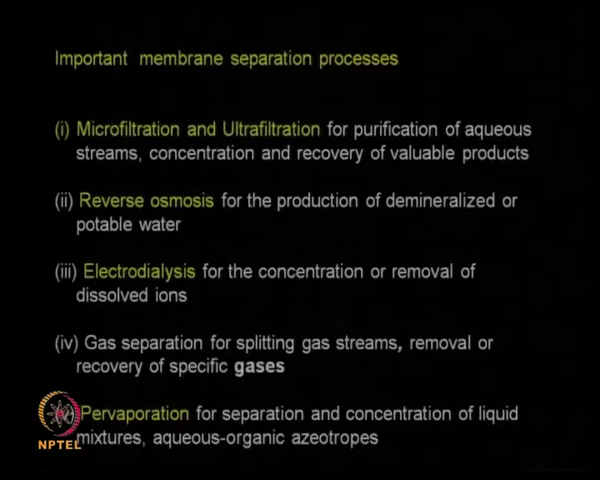 Important membrane separation processes
(i) Microfiltration and Ultrafiltration for purification of aqueous
streams, concentration and recovery of valuable products
(ii) Reverse osmosis for the production of demineralized or
potable water
(iii) Electrodialysis for the concentration or removal of
dissolved ions
(iv) Gas separation for splitting gas streams, removal or
recovery of specific gases
Pervaporation for separation and concentration of liquid
mixtures, aqueous-organic azeotropes
NPTEL